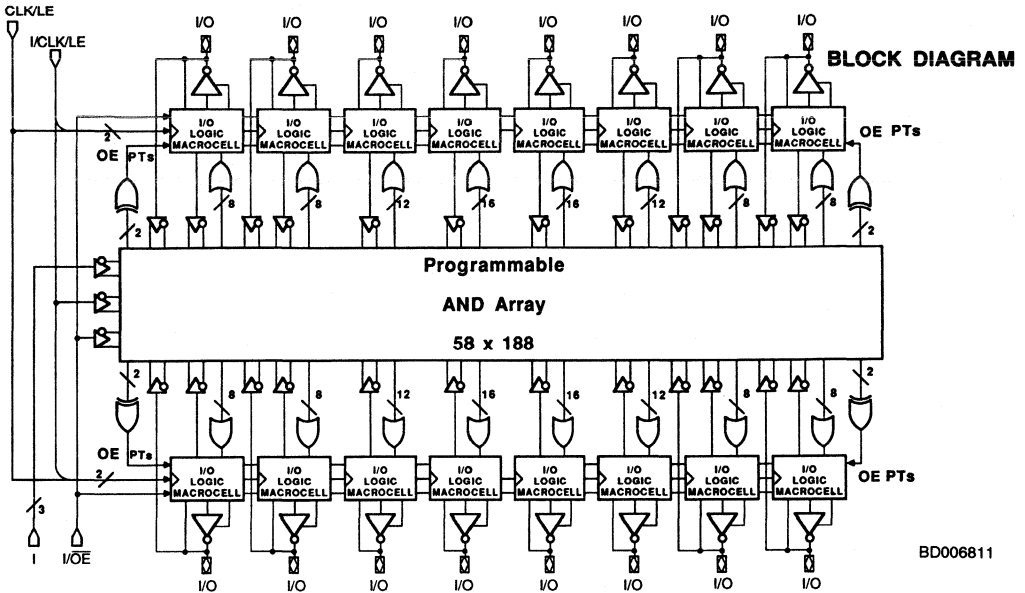 CLK/LE
I/CLK/LE
I/O I/O I/O I/O I/O I/O I/O I/O
BLOCK DIAGRAM
I/O LOGIC MACROCELL
I/O LOGIC MACROCELL
I/O LOGIC MACROCELL
I/O LOGIC MACROCELL
I/O LOGIC MACROCELL
I/O LOGIC MACROCELL
I/O LOGIC MACROCELL
I/O LOGIC MACROCELL
2
OE PTs
OE PTs
8 8 12 16 16 12 8 8
2 2
Programmable
AND Array
58 x 188
2 2
8 8 12 16 16 12 8 8
OE PTs
OE PTs
2
I/O LOGIC MACROCELL
I/O LOGIC MACROCELL
I/O LOGIC MACROCELL
I/O LOGIC MACROCELL
I/O LOGIC MACROCELL
I/O LOGIC MACROCELL
I/O LOGIC MACROCELL
I/O LOGIC MACROCELL
3
I
I/OE
I/O I/O I/O I/O I/O I/O I/O I/O
BD006811